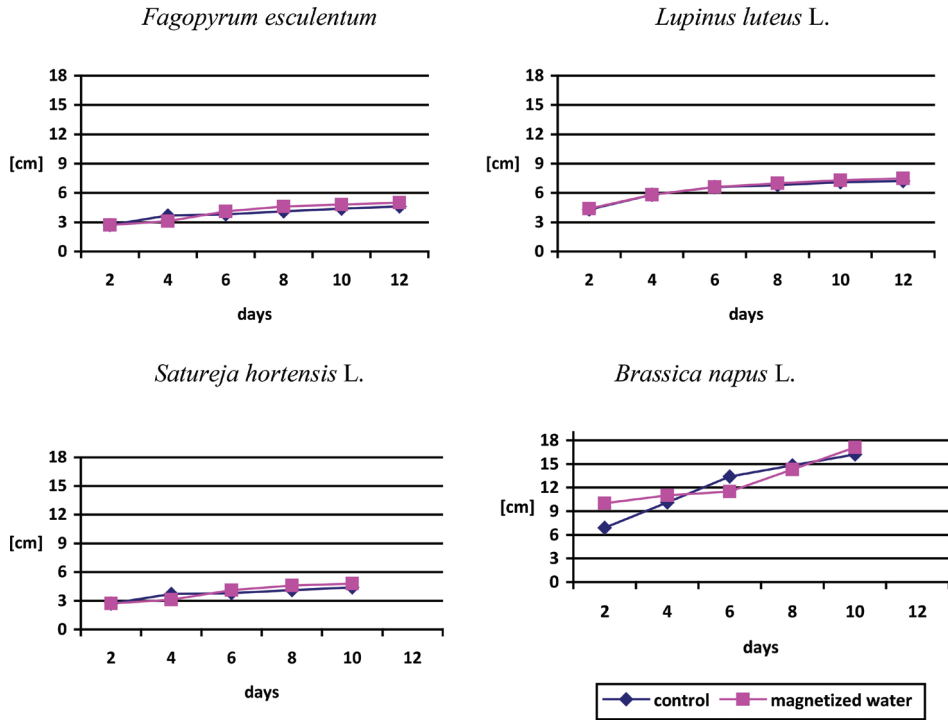 Fagopyrum esculentum
18
15
12
[cm] 9
6
3
0
2 4 6 8 10 12
days
Lupinus luteus L.
18
15
12
[cm] 9
6
3
0
2 4 6 8 10 12
days
Satureja hortensis L.
18
15
12
[cm] 9
6
3
0
2 4 6 8 10 12
days
Brassica napus L.
18
15
12
[cm] 9
6
3
0
2 4 6 8 10 12
days
control magnetized water